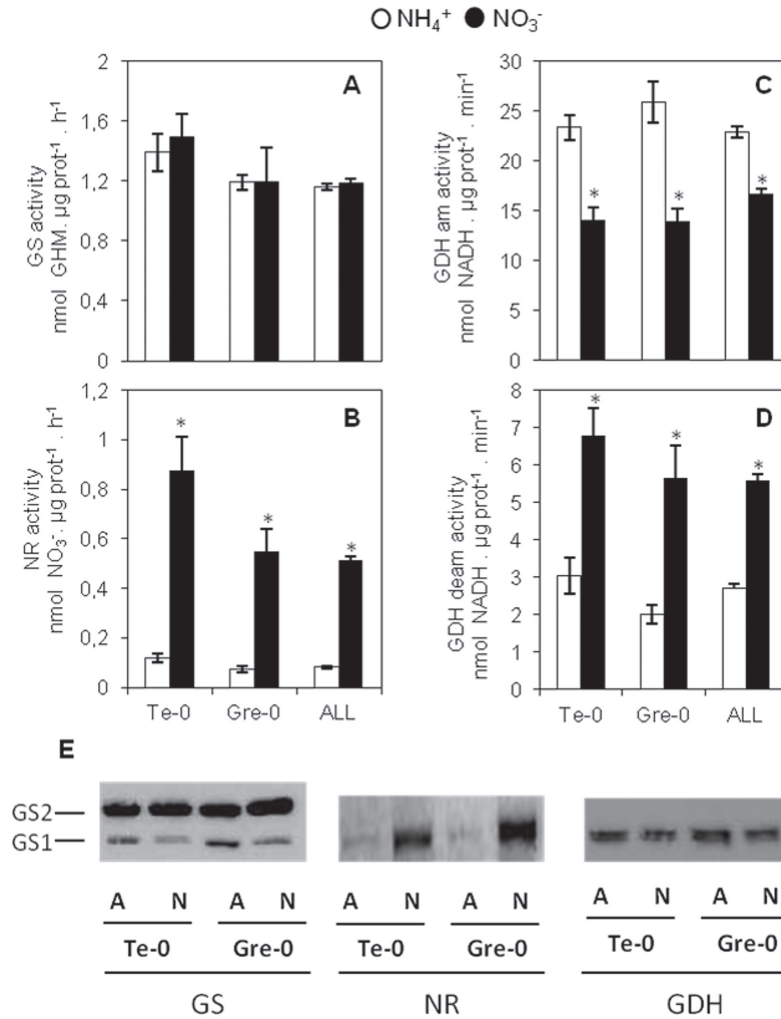 NH₄⁺ NO₃⁻
A
GS activity
nmol GHM. µg prot⁻¹ . h⁻¹
2
1,6
1,2
0,8
0,4
0
B
NR activity
nmol NO₃⁻. µg prot⁻¹ . h⁻¹
1,2
1
0,8
0,6
0,4
0,2
0
* * *
Te-0 Gre-0 ALL
C
GDH am activity
nmol NADH . µg prot⁻¹ . min⁻¹
30
25
20
15
10
5
0
* * *
D
GDH deam activity
nmol NADH . µg prot⁻¹ . min⁻¹
8
7
6
5
4
3
2
1
0
* * *
Te-0 Gre-0 ALL
E
GS2
GS1
A N A N A N A N A N A N
Te-0 Gre-0 Te-0 Gre-0 Te-0 Gre-0
GS NR GDH